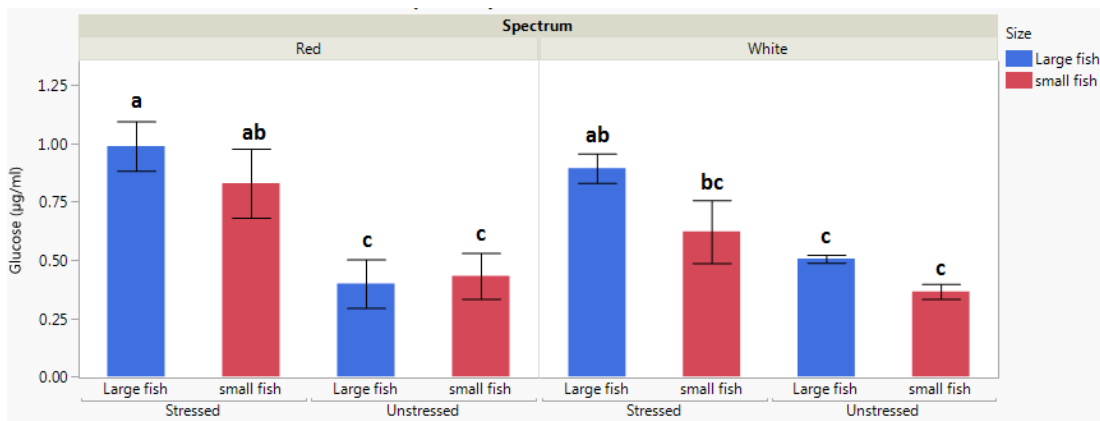 Spectrum
Red White
Size
Large fish
small fish
Glucose (µg/ml)
1.25
1.00
0.75
0.50
0.25
0.00
a
ab
c
c
ab
bc
c
c
Large fish small fish Large fish small fish Large fish small fish Large fish small fish
Stressed Unstressed Stressed Unstressed